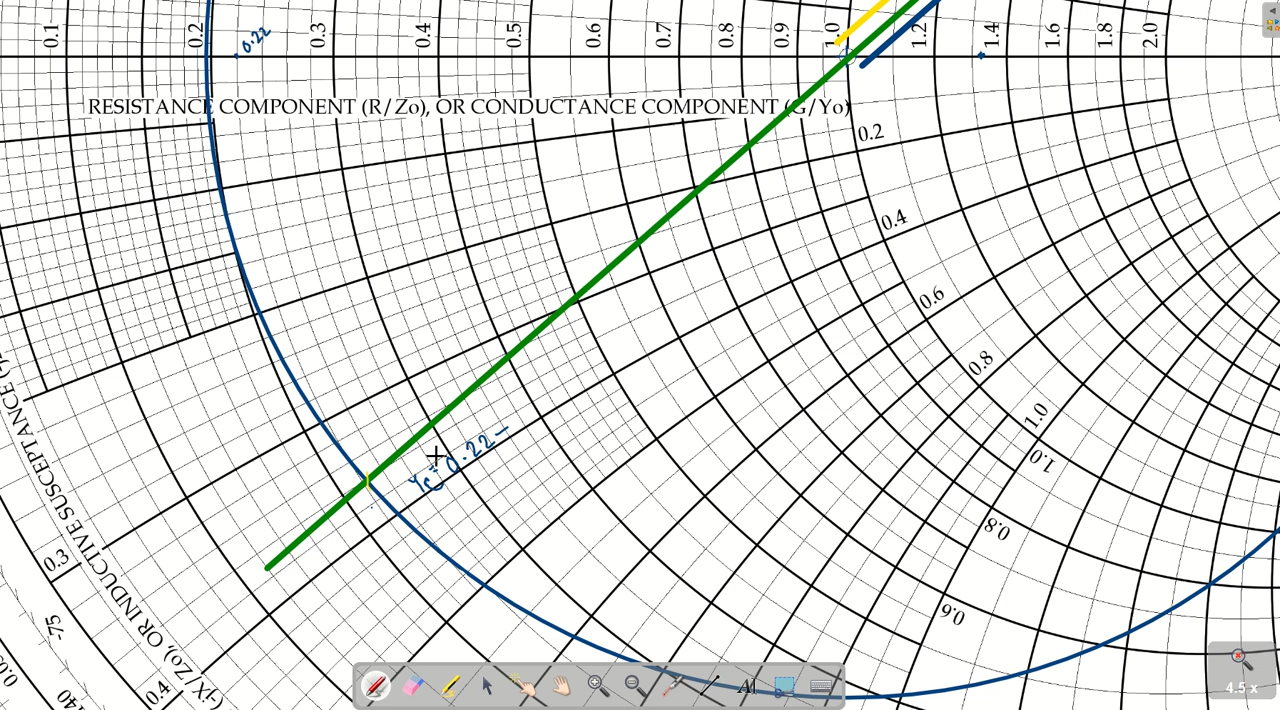 0.1 0.2 0.22 0.3 0.4 0.5 0.6 0.7 0.8 0.9 1.0 1.2 1.4 1.6 1.8 2.0
RESISTANCE COMPONENT (R/Zo), OR CONDUCTANCE COMPONENT (G/Yo)
0.2
0.4
0.6
0.8
1.0
1.0
0.8
0.6
0.22 –
0.3
0.4
-75
140
(-jX/Zo), OR INDUCTIVE SUSCEPTANCE (-j
AI
4.5 x